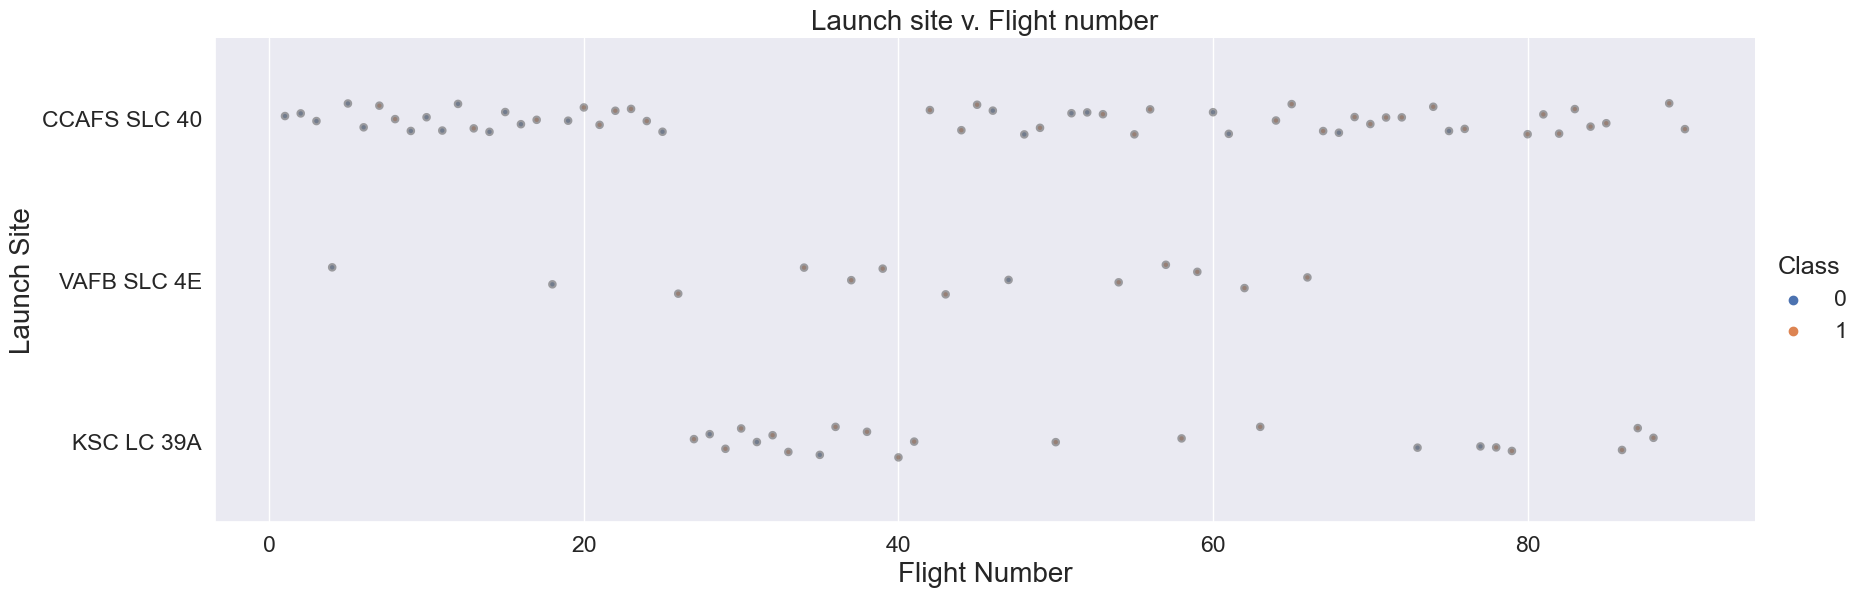 Launch site v. Flight number
Launch Site
CCAFS SLC 40
VAFB SLC 4E
KSC LC 39A
0 20 40 60 80
Flight Number
Class
0
1